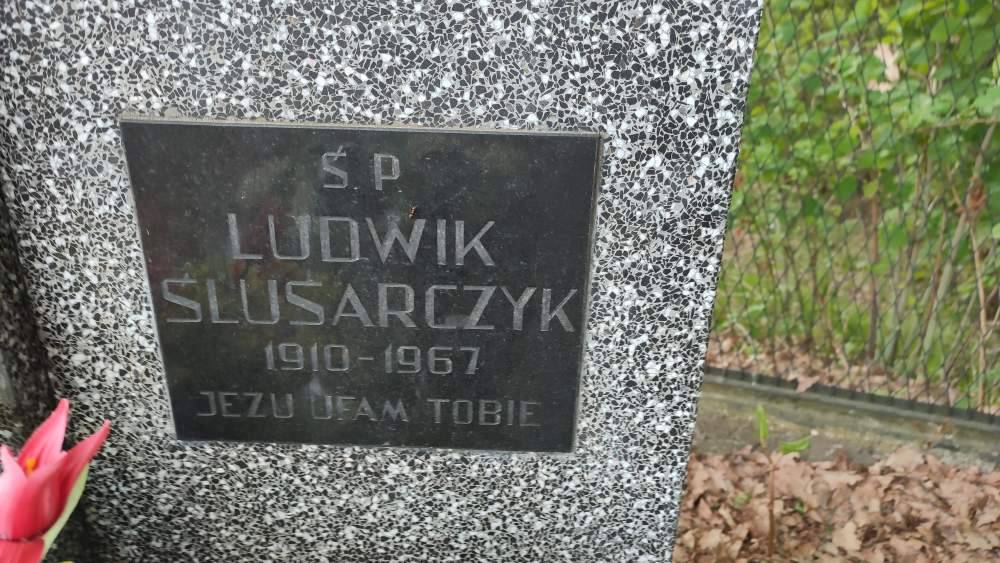 Ś.P.
LUDWIK
ŚLUSARCZYK
1910-1967
JEZU UFAM TOBIE